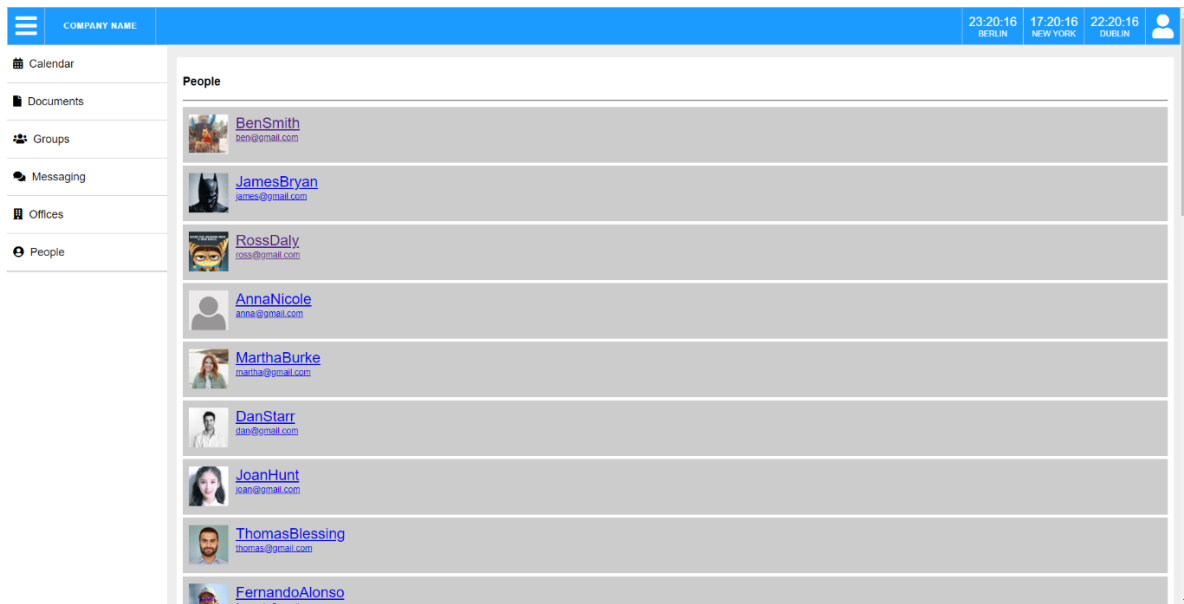 COMPANY NAME
23:20:16 17:20:16 22:20:16
BERLIN NEW YORK DUBLIN
Calendar
Documents
Groups
Messaging
Offices
People
People
BenSmith
ben@gmail.com
JamesBryan
james@gmail.com
RossDaly
ross@gmail.com
AnnaNicole
anna@gmail.com
MarthaBurke
martha@gmail.com
DanStarr
dan@gmail.com
JoanHunt
joan@gmail.com
ThomasBlessing
thomas@gmail.com
FernandoAlonso